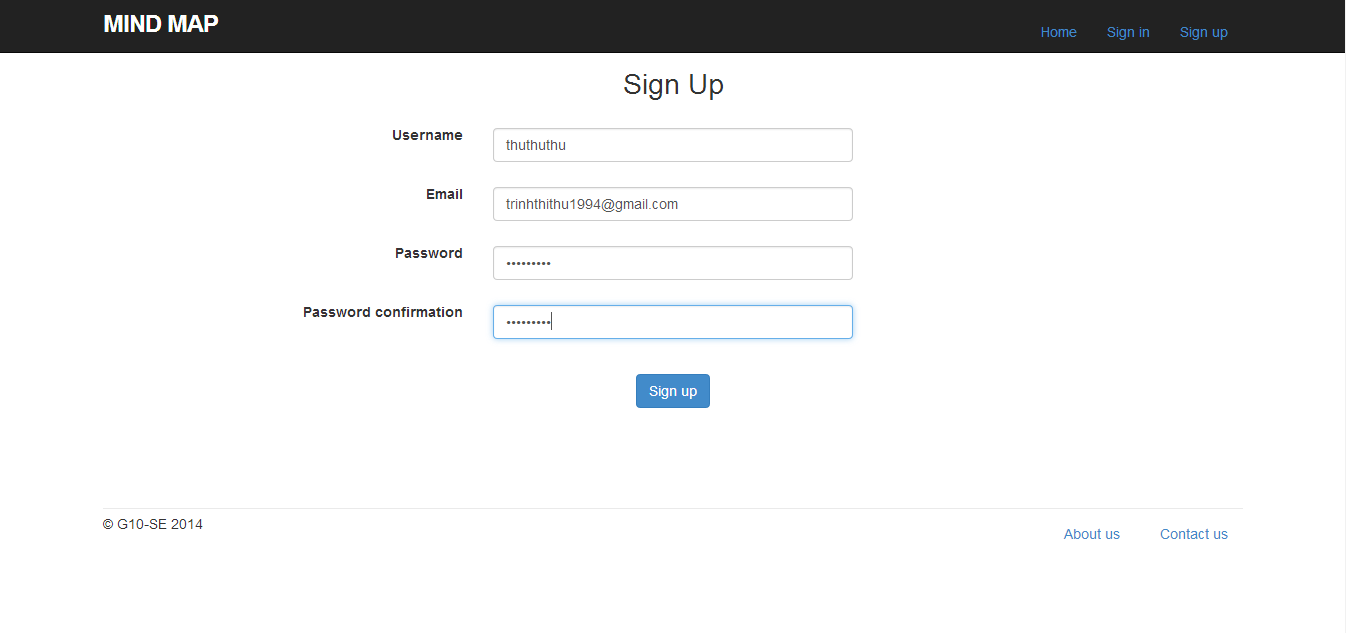 MIND MAP
Home Sign in Sign up
Sign Up
Username thuthuthu
Email trinhthithu1994@gmail.com
Password •••••••••
Password confirmation •••••••••
Sign up
© G10-SE 2014
About us Contact us